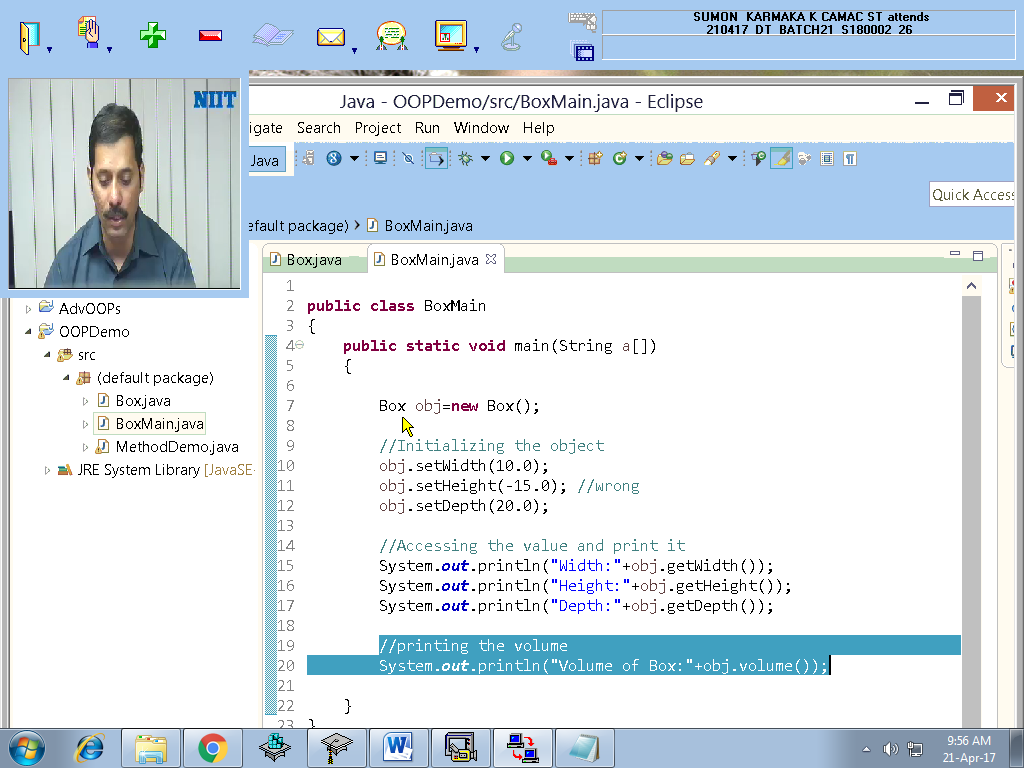 SUMON KARMAKA K CAMAC ST attends
210417_DT_BATCH21_S180002_26
NIIT
Java - OOPDemo/src/BoxMain.java - Eclipse
igate Search Project Run Window Help
Java
Quick Access
efault package) BoxMain.java
Box.java
BoxMain.java
AdvOOPs
OOPDemo
src
(default package)
Box.java
BoxMain.java
MethodDemo.java
JRE System Library [JavaSE-
1
2 public class BoxMain
3 {
4 public static void main(String a[])
5 {
6
7 Box obj=new Box();
8
9 //Initializing the object
10 obj.setWidth(10.0);
11 obj.setHeight(-15.0); //wrong
12 obj.setDepth(20.0);
13
14 //Accessing the value and print it
15 System.out.println("Width:"+obj.getWidth());
16 System.out.println("Height:"+obj.getHeight());
17 System.out.println("Depth:"+obj.getDepth());
18
19 //printing the volume
20 System.out.println("Volume of Box:"+obj.volume());
21
22 }
23 }
9:56 AM
21-Apr-17